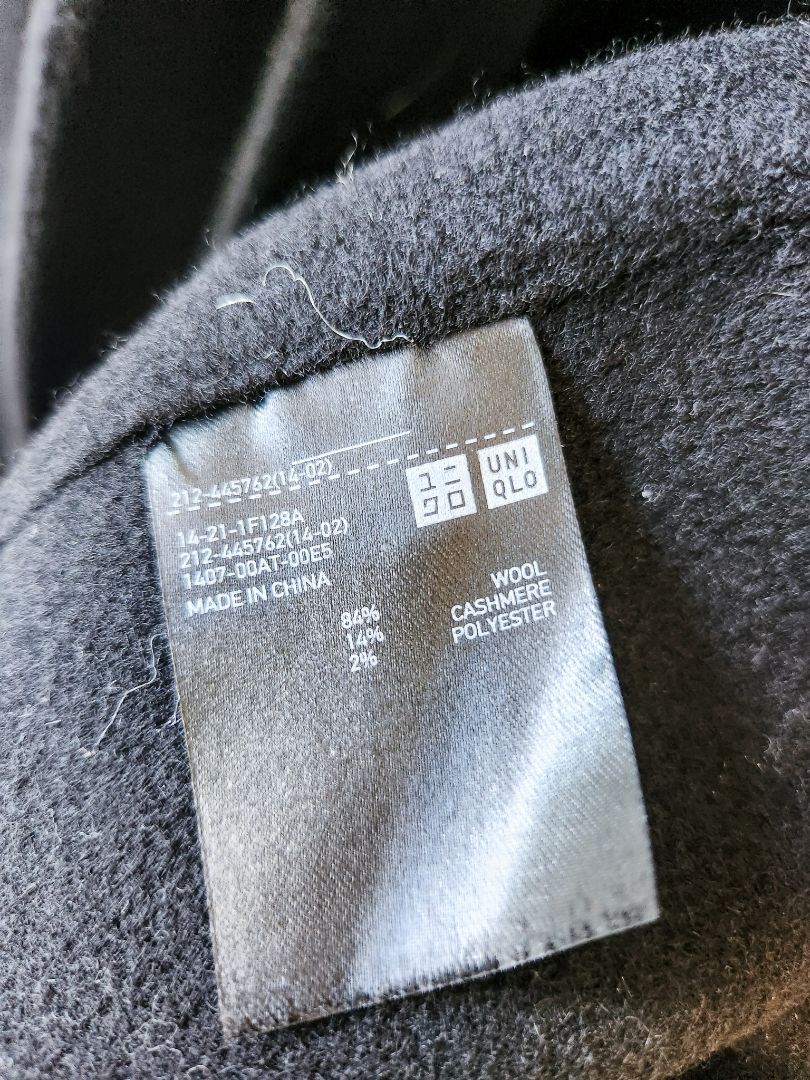 212-445762(14-02)
ユニ
クロ
UNI
QLO
14-21-1F128A
212-445762(14-02)
1407-00AT-00E5
MADE IN CHINA
84% WOOL
14% CASHMERE
2% POLYESTER